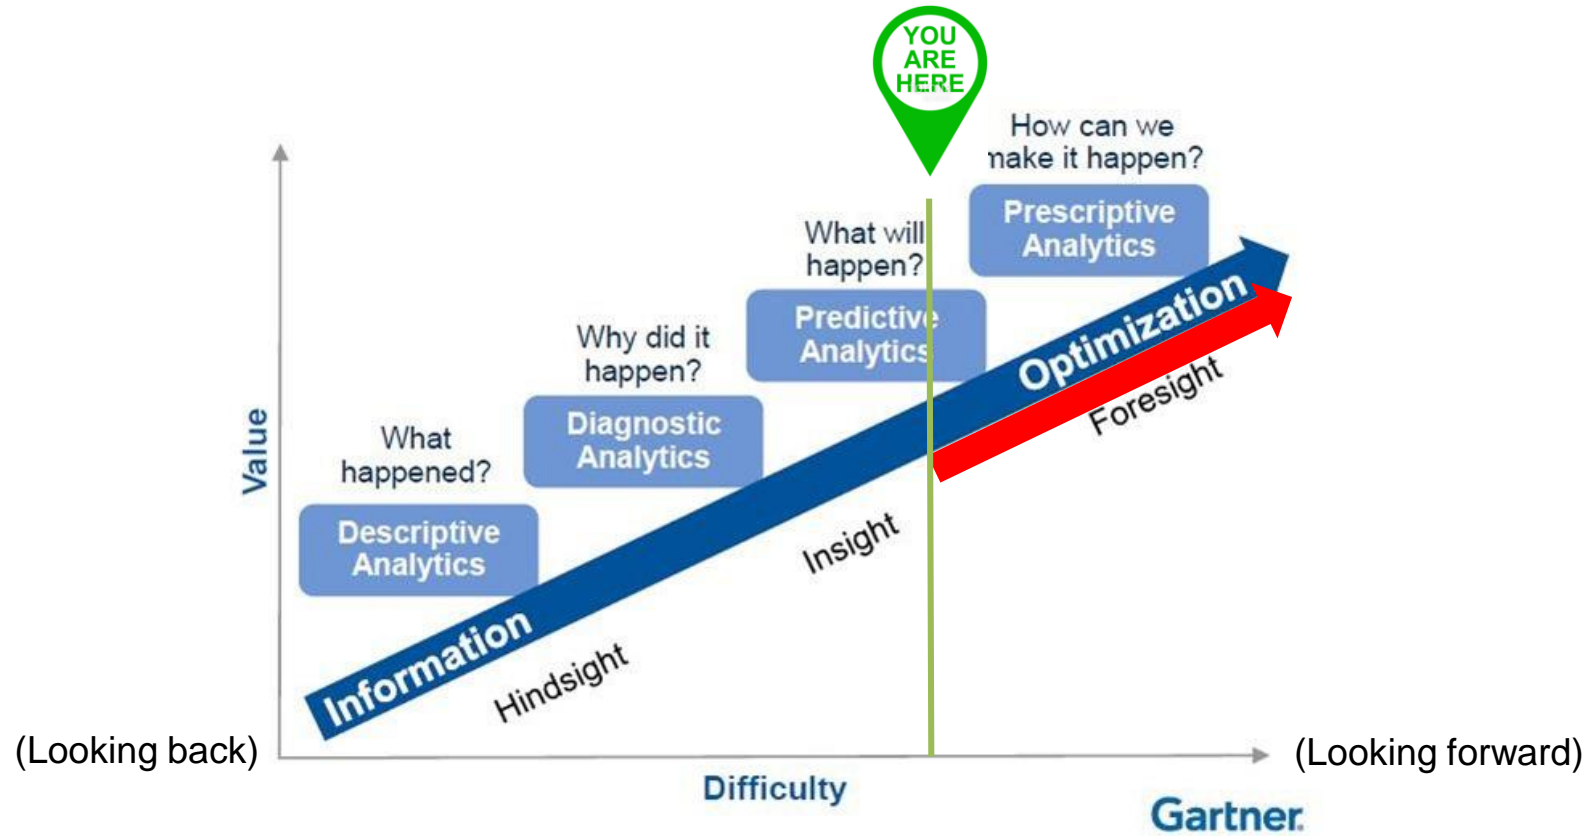 YOU
ARE
HERE
How can we
make it happen?
Prescriptive
Analytics
What will
happen?
Predictive
Analytics
Why did it
happen?
Diagnostic
Analytics
What
happened?
Descriptive
Analytics
Value
Information
Optimization
Hindsight
Insight
Foresight
(Looking back)
(Looking forward)
Difficulty
Gartner